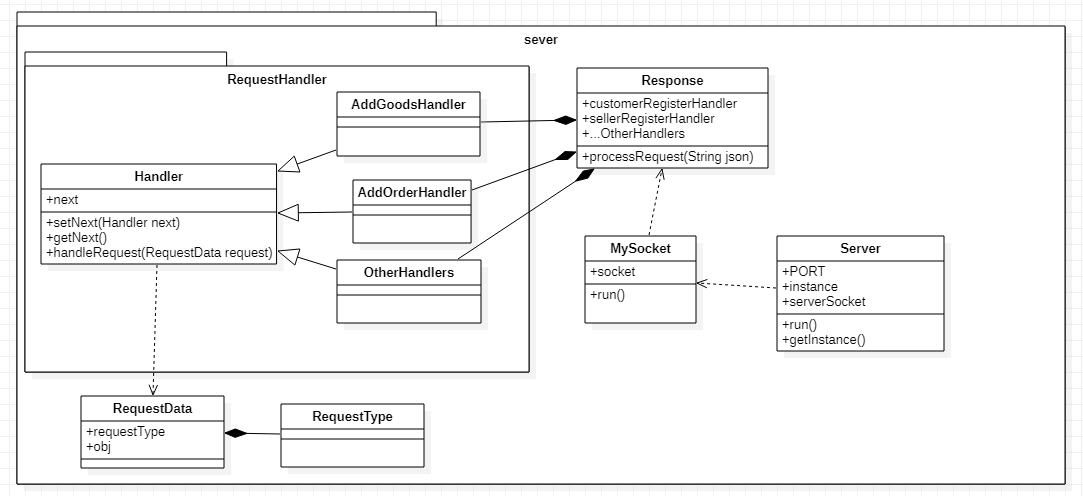 sever
RequestHandler
AddGoodsHandler
Response
+customerRegisterHandler
+sellerRegisterHandler
+...OtherHandlers
+processRequest(String json)
Handler
+next
+setNext(Handler next)
+getNext()
+handleRequest(RequestData request)
AddOrderHandler
OtherHandlers
MySocket
+socket
+run()
Server
+PORT
+instance
+serverSocket
+run()
+getInstance()
RequestData
+requestType
+obj
RequestType